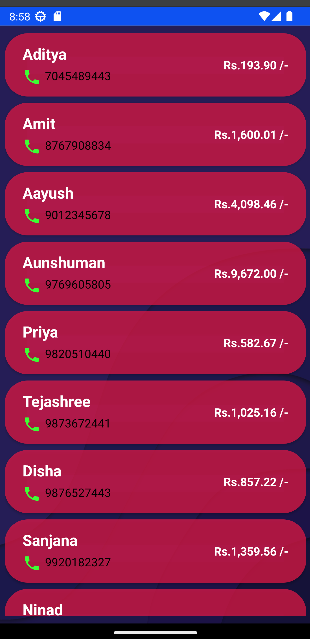 8:58
Aditya
Rs.193.90 /-
7045489443
Amit
Rs.1,600.01 /-
8767908834
Aayush
Rs.4,098.46 /-
9012345678
Aunshuman
Rs.9,672.00 /-
9769605805
Priya
Rs.582.67 /-
9820510440
Tejashree
Rs.1,025.16 /-
9873672441
Disha
Rs.857.22 /-
9876527443
Sanjana
Rs.1,359.56 /-
9920182327
Ninad